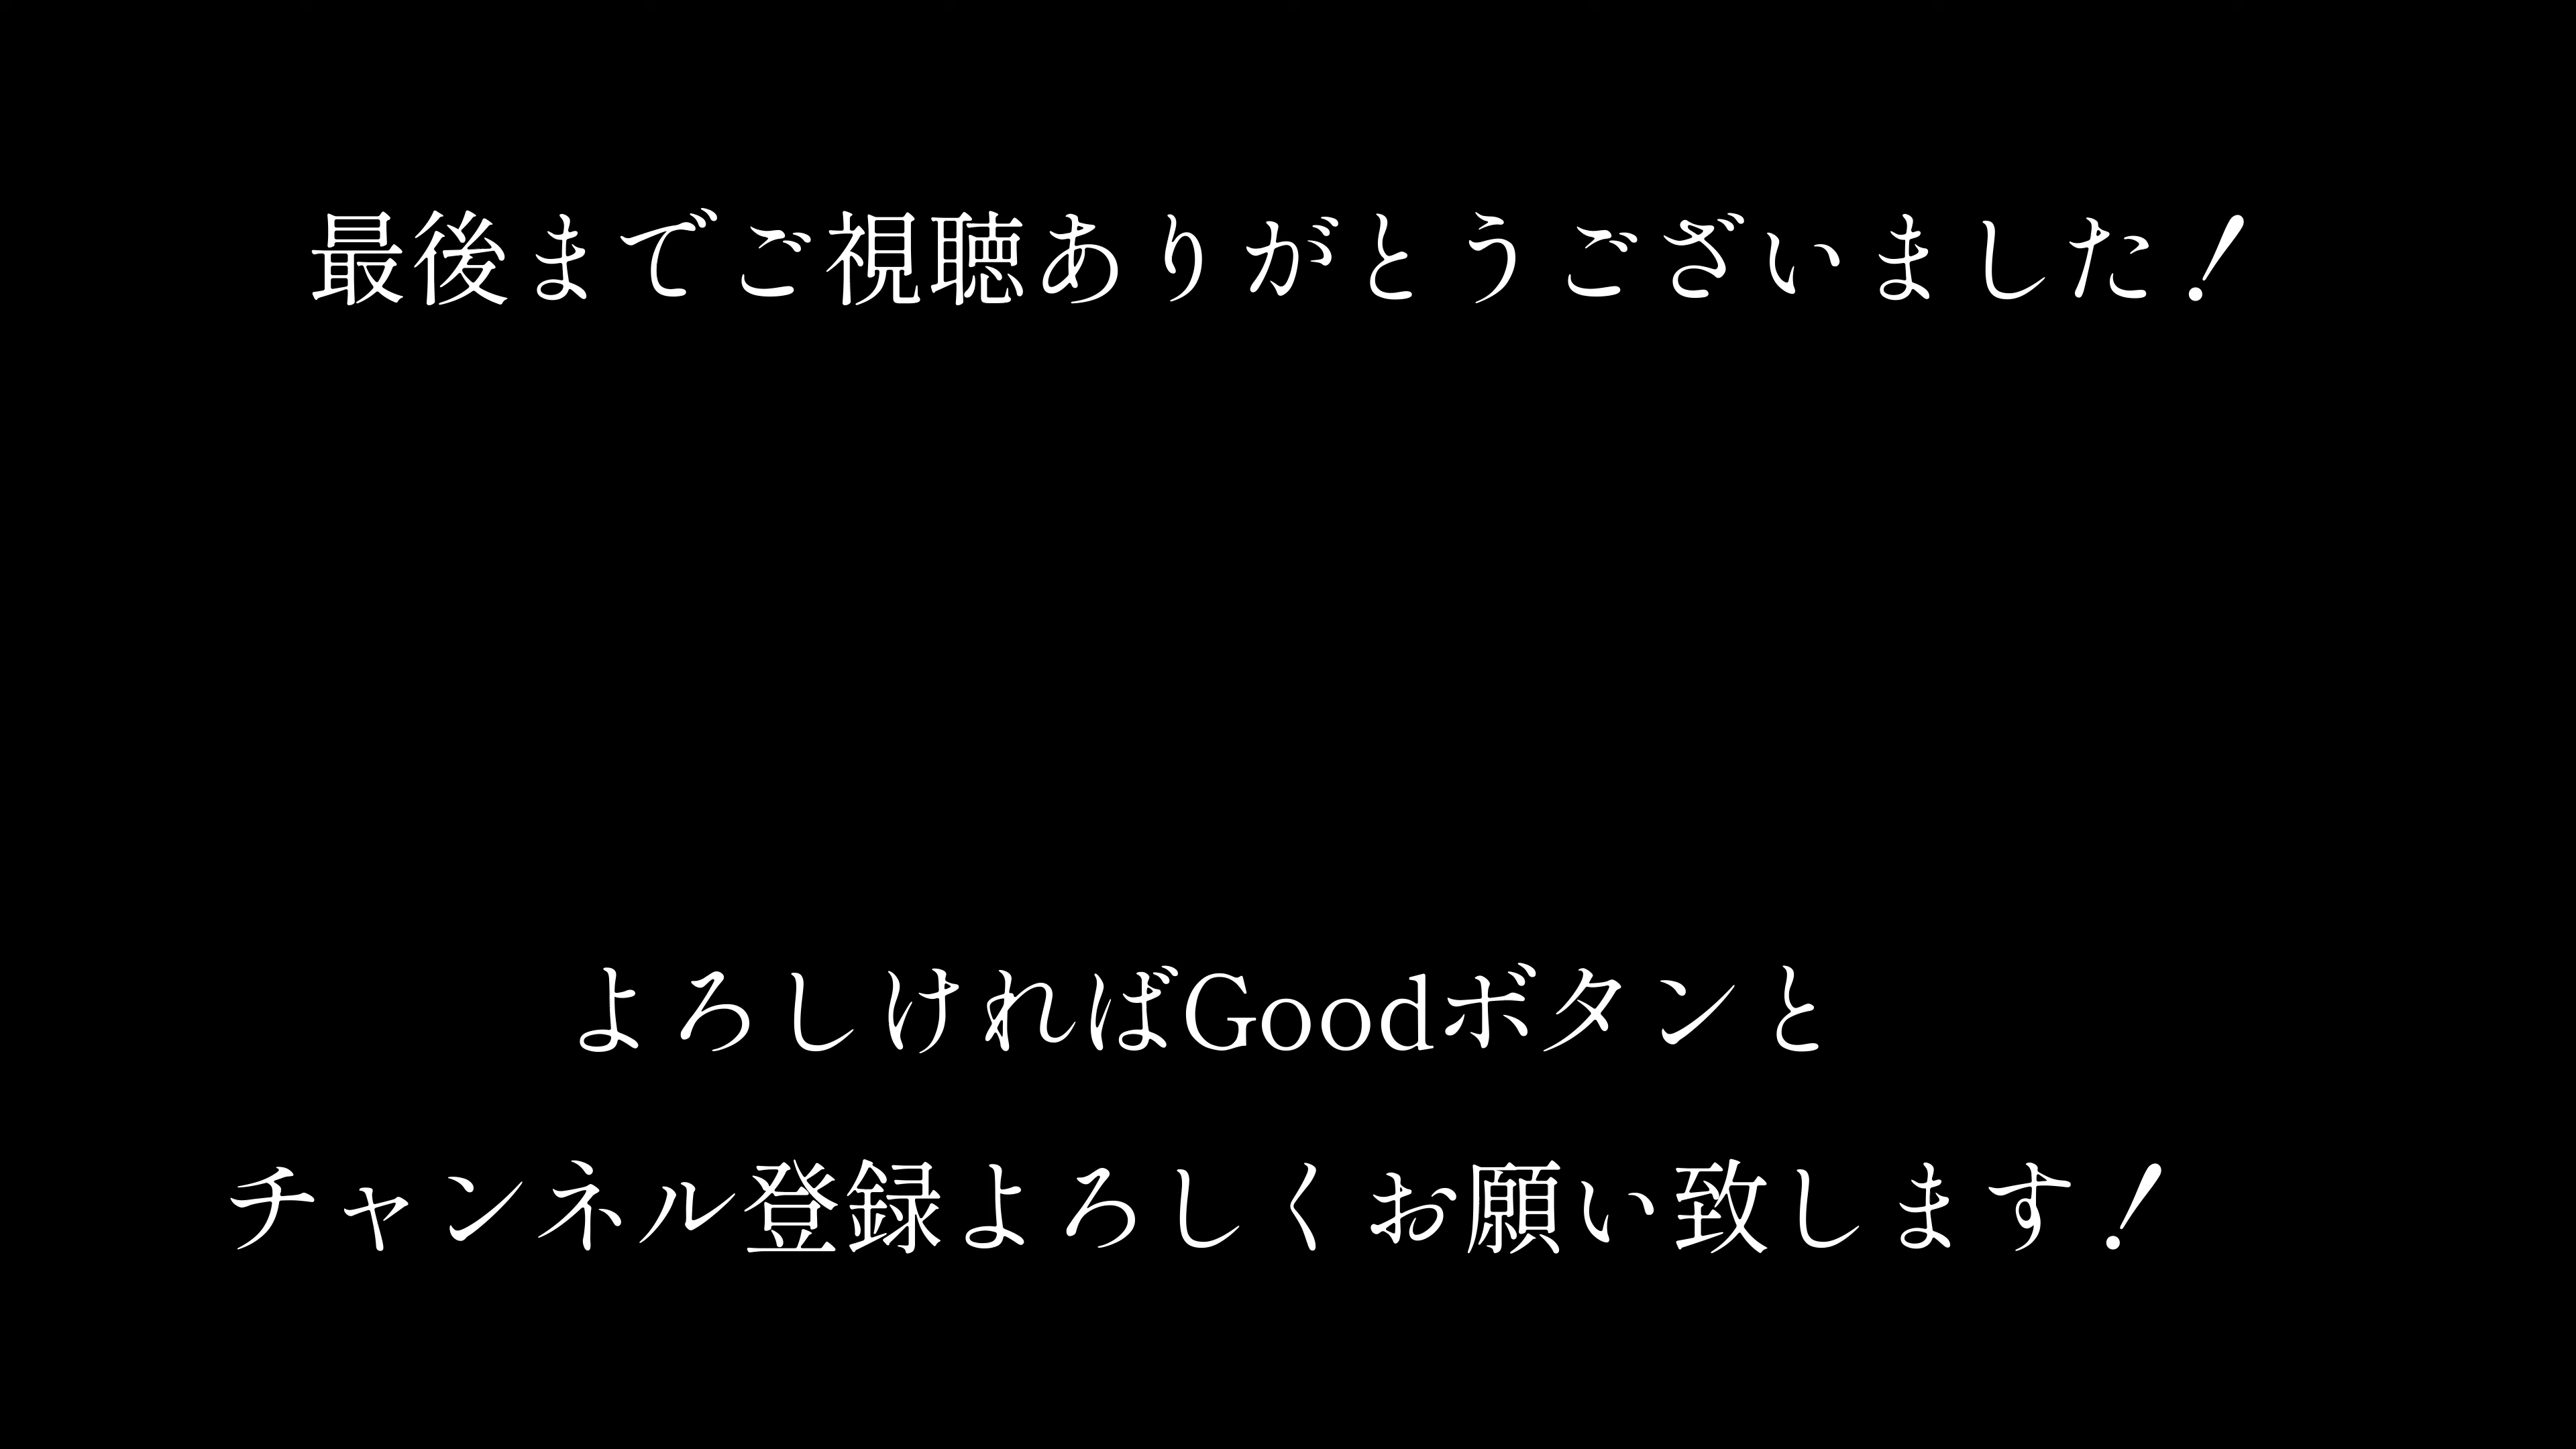 最後までご視聴ありがとうございました！
よろしければGoodボタンと
チャンネル登録よろしくお願い致します！